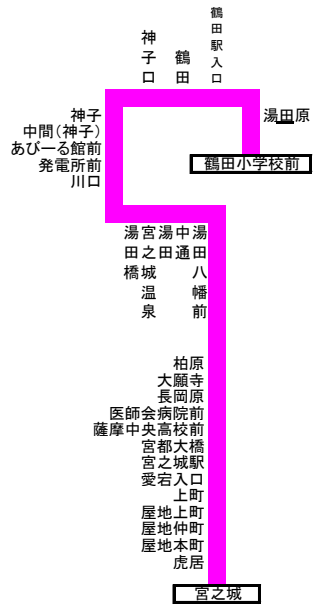 鶴田駅入口
鶴田
神子口
湯田原
鶴田小学校前
神子
中間(神子)
あびーる館前
発電所前
川口
湯田八幡前
中通
湯田
宮之城温泉
湯田橋
柏原
大願寺
長岡原
医師会病院前
薩摩中央高校前
宮都大橋
宮之城駅
愛宕入口
上町
屋地上町
屋地仲町
屋地本町
虎居
宮之城